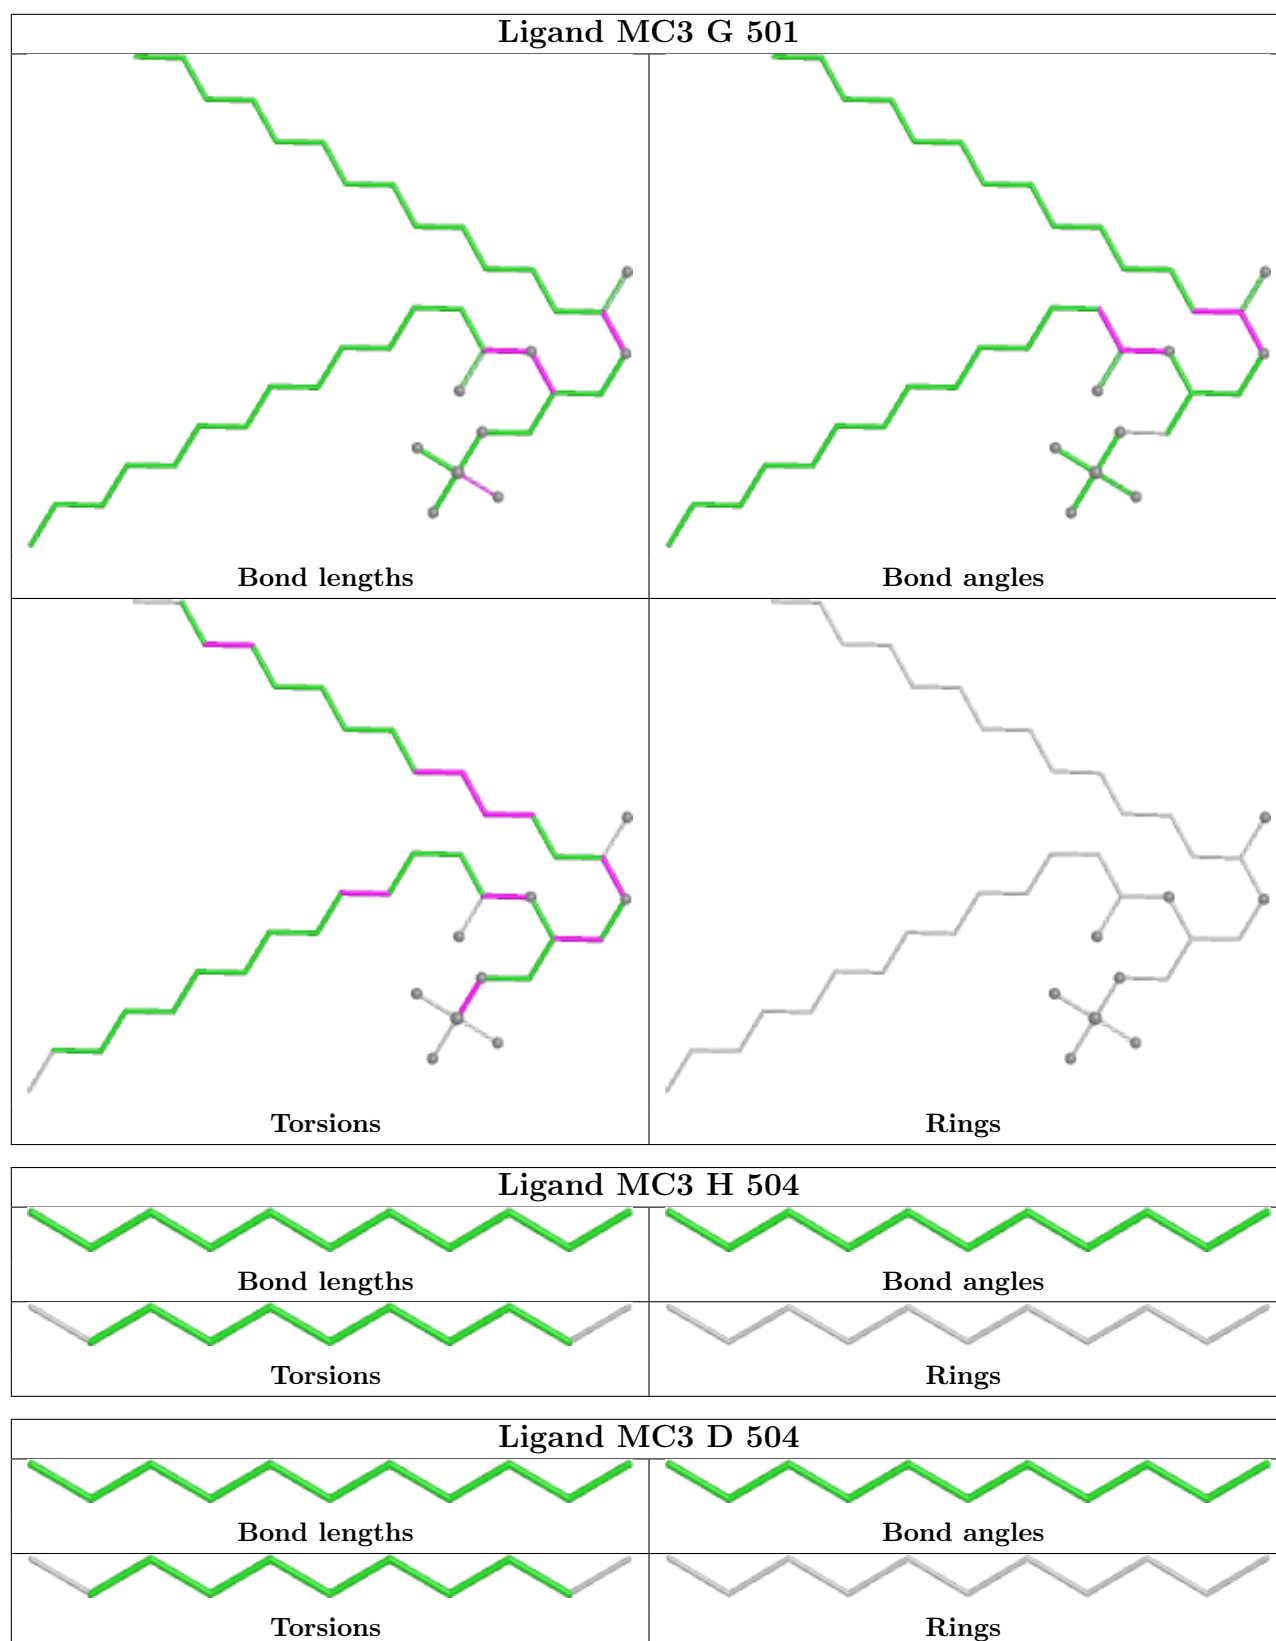 Ligand MC3 G 501
Bond lengths
Bond angles
Torsions
Rings
Ligand MC3 H 504
Bond lengths
Bond angles
Torsions
Rings
Ligand MC3 D 504
Bond lengths
Bond angles
Torsions
Rings